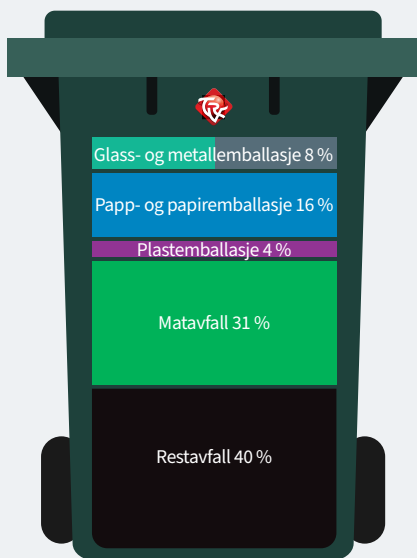 Glass- og metallemballasje 8 %
Papp- og papiremballasje 16 %
Plastemballasje 4 %
Matavfall 31 %
Restavfall 40 %